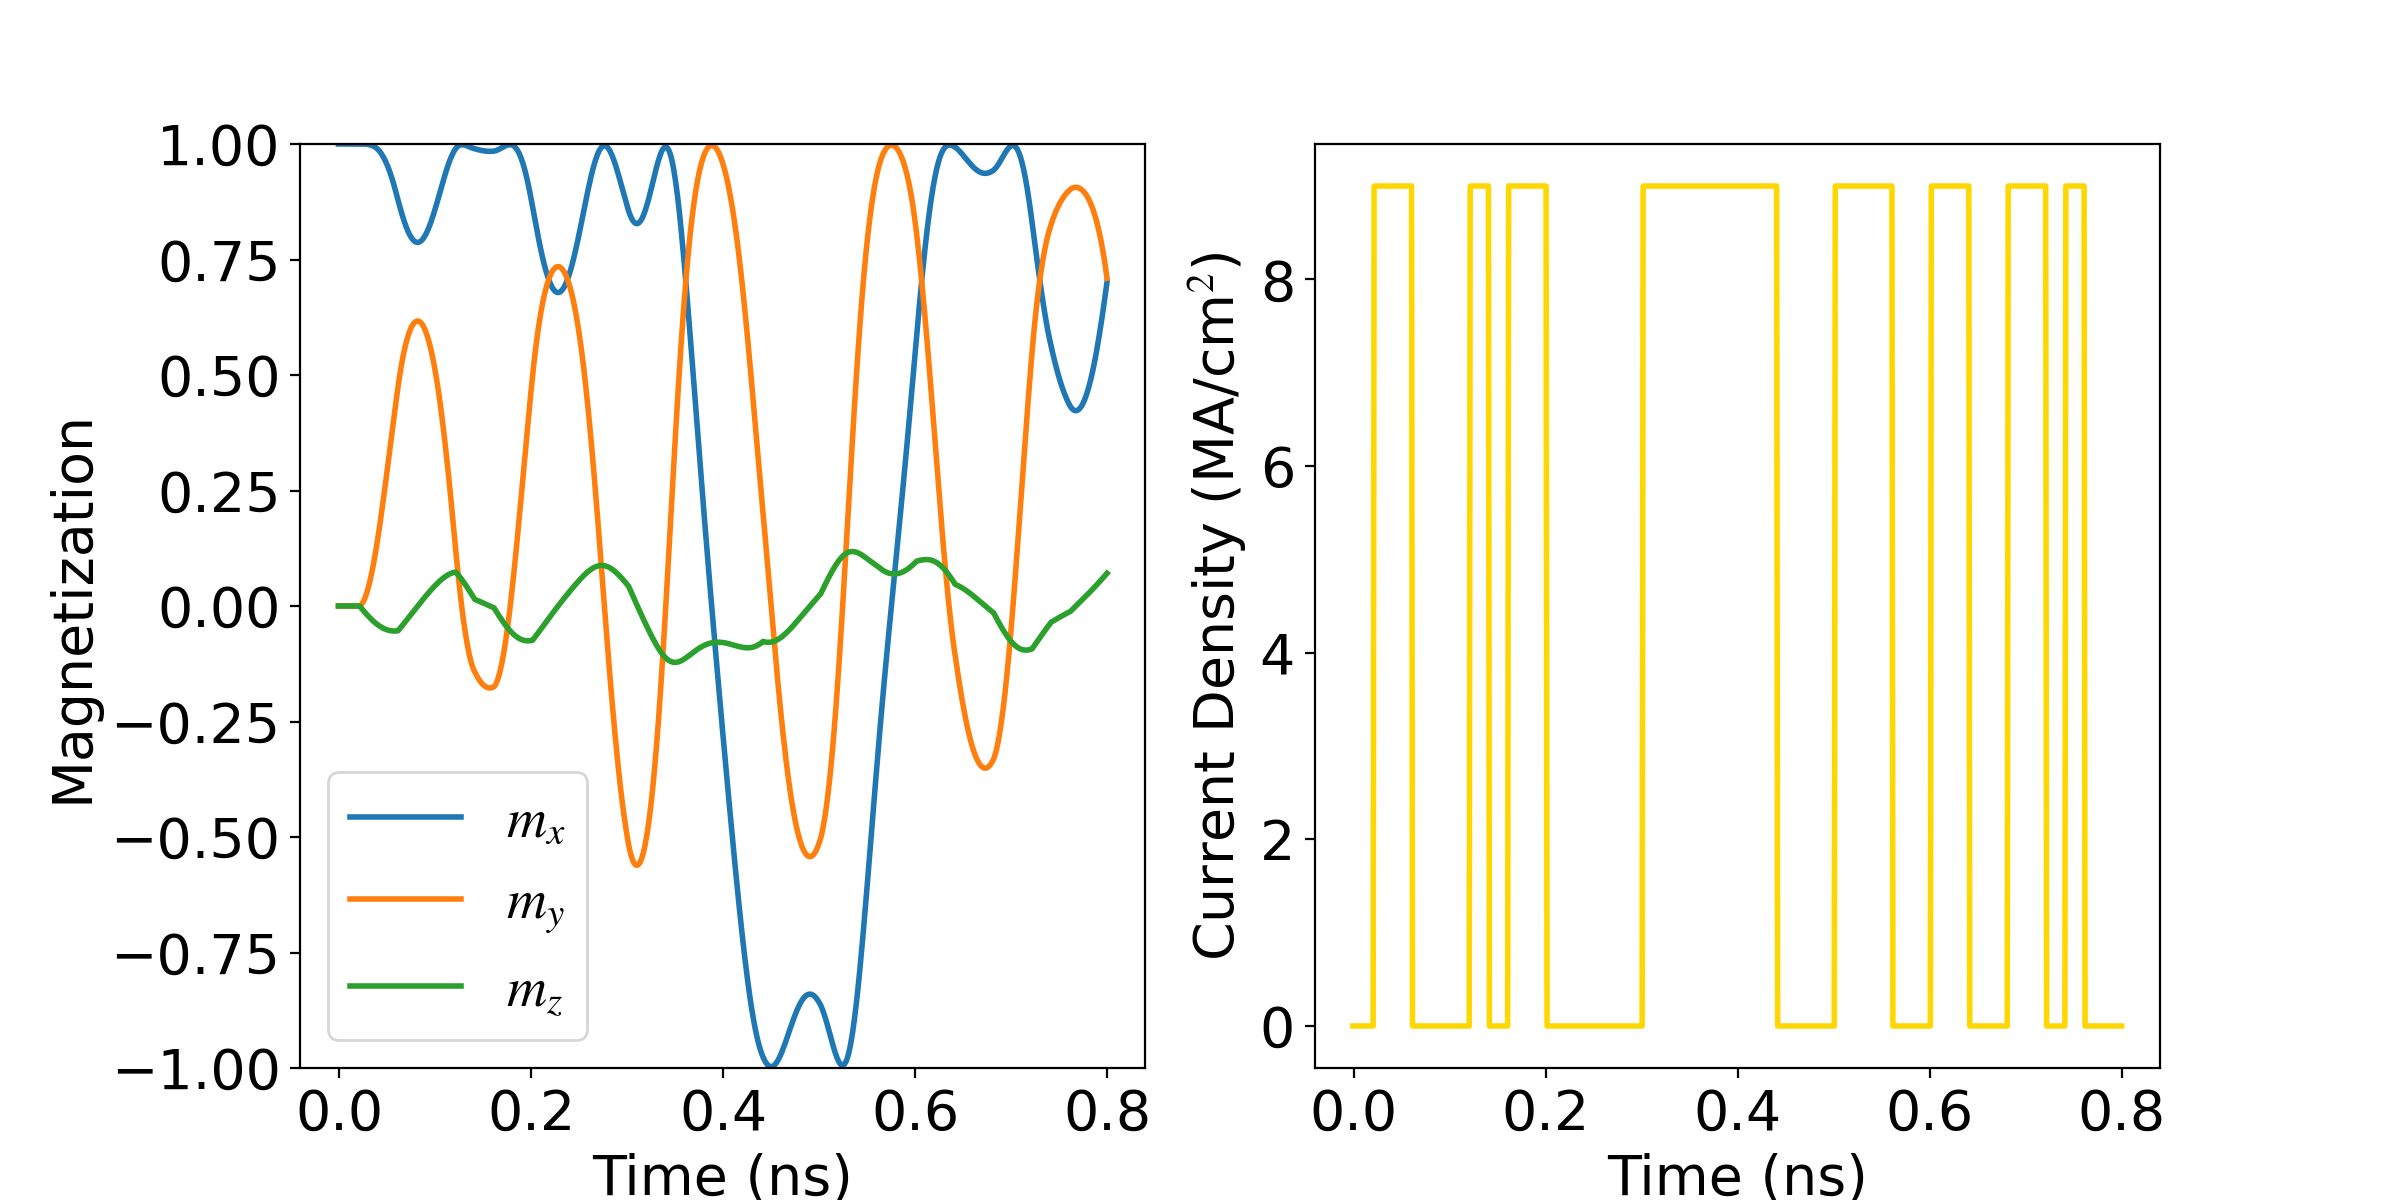 1.00
0.75
0.50
0.25
0.00
−0.25
−0.50
−0.75
−1.00
Magnetization
m_x
m_y
m_z
0.0 0.2 0.4 0.6 0.8
Time (ns)
8
6
4
2
0
Current Density (MA/cm²)
0.0 0.2 0.4 0.6 0.8
Time (ns)